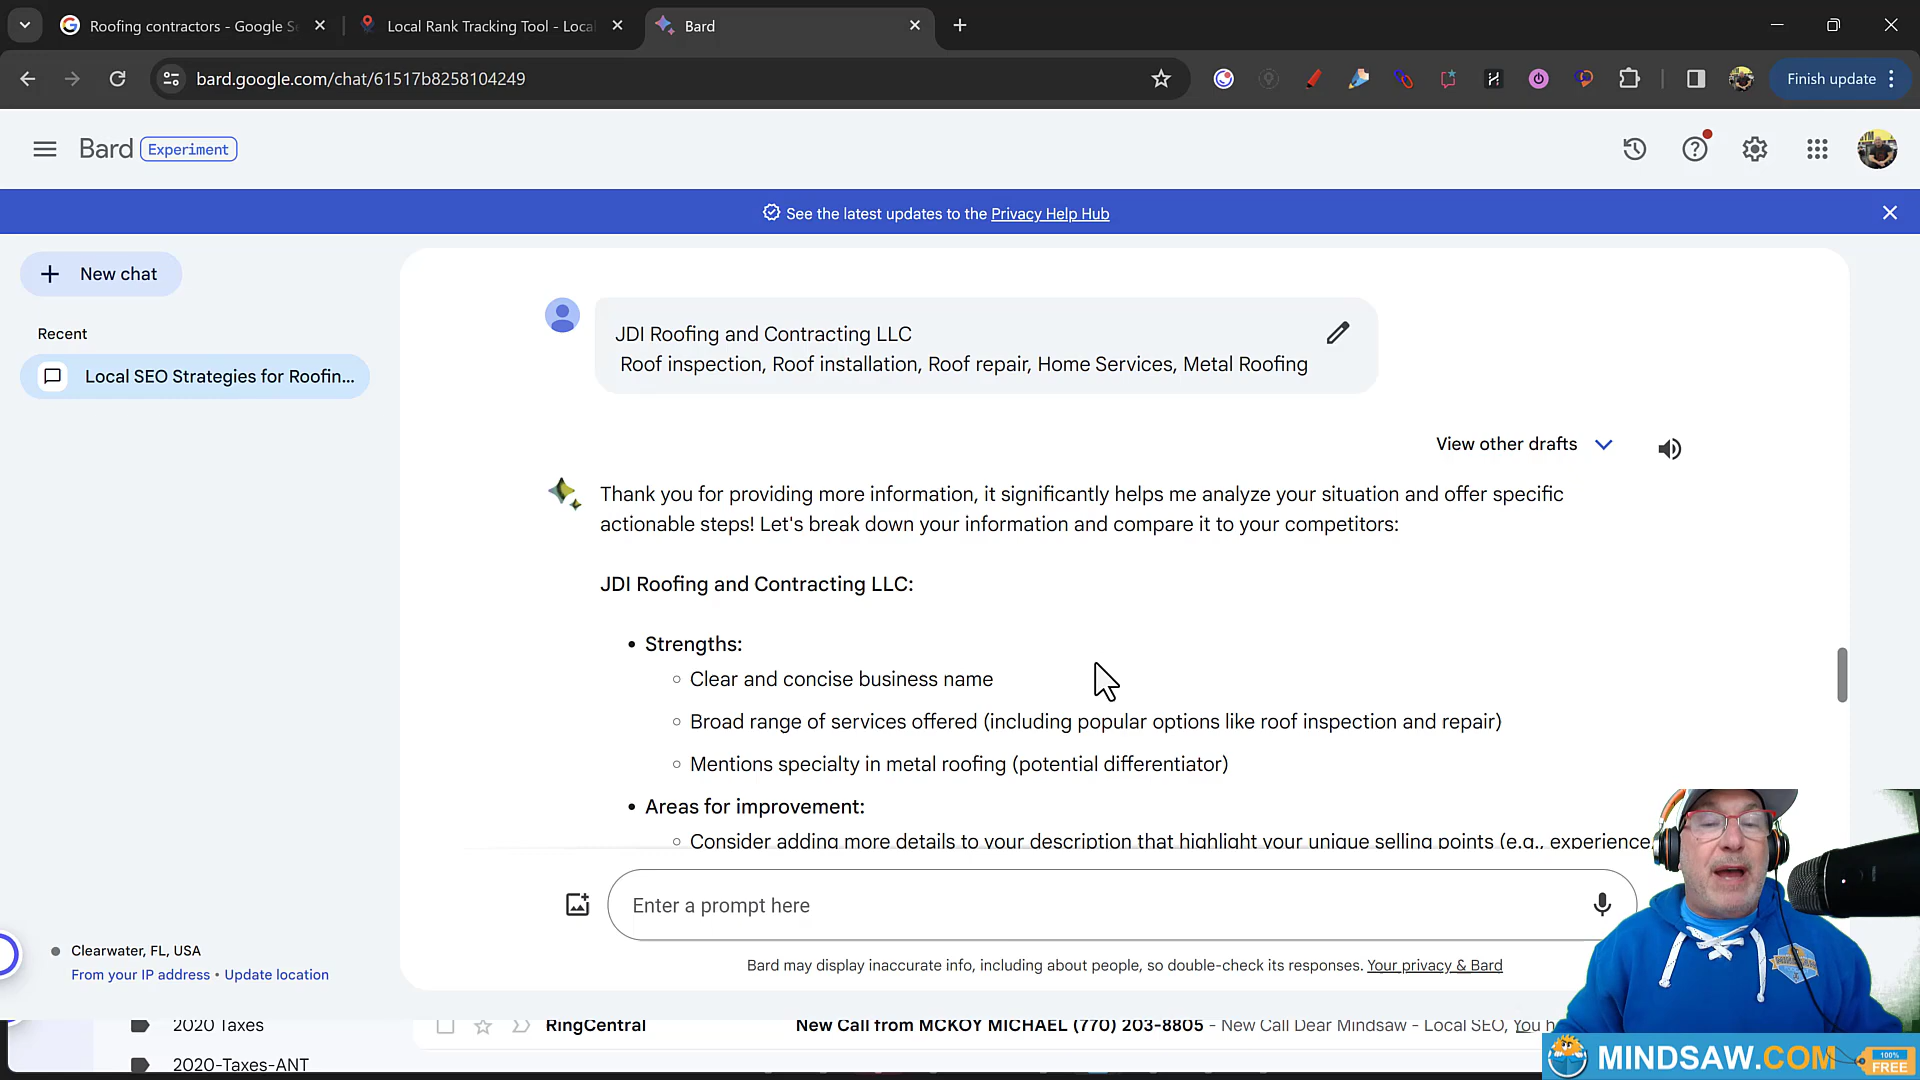 Roofing contractors - Google Se
Local Rank Tracking Tool - Loca
Bard
bard.google.com/chat/61517b8258104249
Finish update
Bard Experiment
See the latest updates to the Privacy Help Hub
New chat
Recent
Local SEO Strategies for Roofin...
JDI Roofing and Contracting LLC
Roof inspection, Roof installation, Roof repair, Home Services, Metal Roofing
View other drafts
Thank you for providing more information, it significantly helps me analyze your situation and offer specific
actionable steps! Let's break down your information and compare it to your competitors:
JDI Roofing and Contracting LLC:
• Strengths:
Clear and concise business name
Broad range of services offered (including popular options like roof inspection and repair)
Mentions specialty in metal roofing (potential differentiator)
• Areas for improvement:
Consider adding more details to your description that highlight your unique selling points (e.g., experience,
Enter a prompt here
Clearwater, FL, USA
From your IP address • Update location
Bard may display inaccurate info, including about people, so double-check its responses. Your privacy & Bard
2020 Taxes
RingCentral
New Call from MCKOY MICHAEL (770) 203-8805 - New Call Dear Mindsaw - Local SEO, You h
2020-Taxes-ANT
MINDSAW.COM
100%
FREE